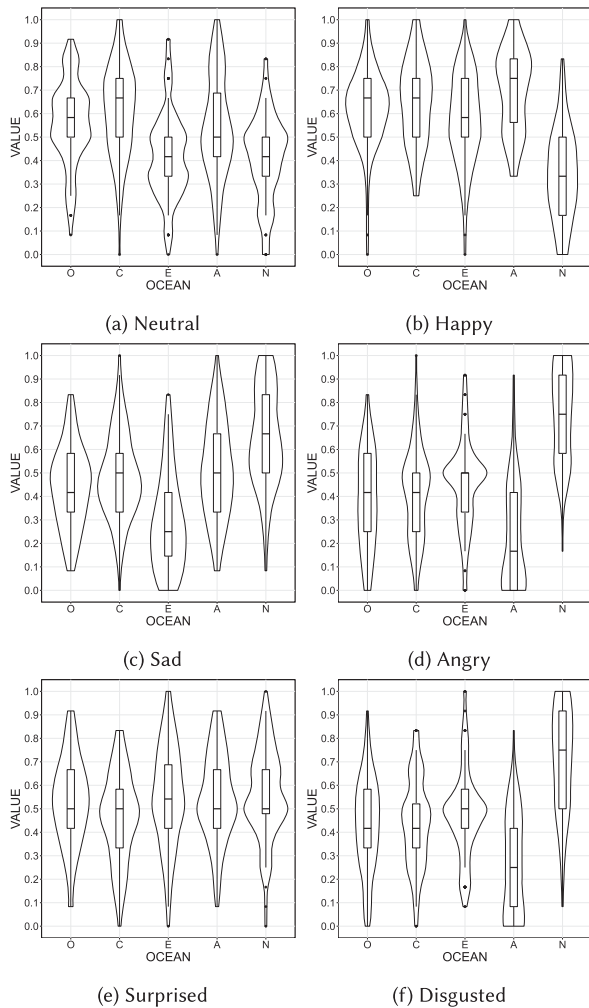 1.0
0.9
0.8
0.7
0.6
0.5
0.4
0.3
0.2
0.1
0.0
VALUE
O C E A N
OCEAN
(a) Neutral
1.0
0.9
0.8
0.7
0.6
0.5
0.4
0.3
0.2
0.1
0.0
VALUE
O C E A N
OCEAN
(b) Happy
1.0
0.9
0.8
0.7
0.6
0.5
0.4
0.3
0.2
0.1
0.0
VALUE
O C E A N
OCEAN
(c) Sad
1.0
0.9
0.8
0.7
0.6
0.5
0.4
0.3
0.2
0.1
0.0
VALUE
O C E A N
OCEAN
(d) Angry
1.0
0.9
0.8
0.7
0.6
0.5
0.4
0.3
0.2
0.1
0.0
VALUE
O C E A N
OCEAN
(e) Surprised
1.0
0.9
0.8
0.7
0.6
0.5
0.4
0.3
0.2
0.1
0.0
VALUE
O C E A N
OCEAN
(f) Disgusted